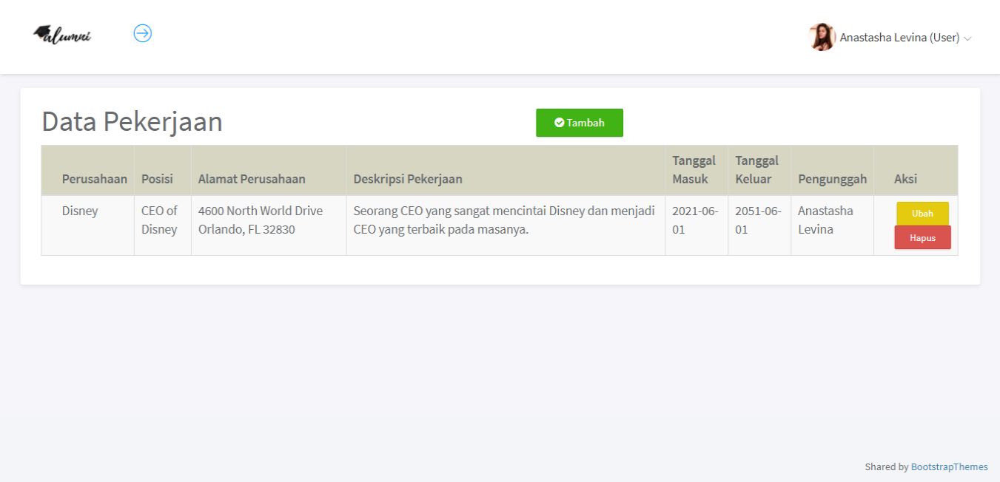 alumni
Anastasha Levina (User)
Data Pekerjaan
Tambah
Perusahaan
Posisi
Alamat Perusahaan
Deskripsi Pekerjaan
Tanggal
Masuk
Tanggal
Keluar
Pengunggah
Aksi
Disney
CEO of
Disney
4600 North World Drive
Orlando, FL 32830
Seorang CEO yang sangat mencintai Disney dan menjadi
CEO yang terbaik pada masanya.
2021-06-
01
2051-06-
01
Anastasha
Levina
Ubah
Hapus
Shared by BootstrapThemes